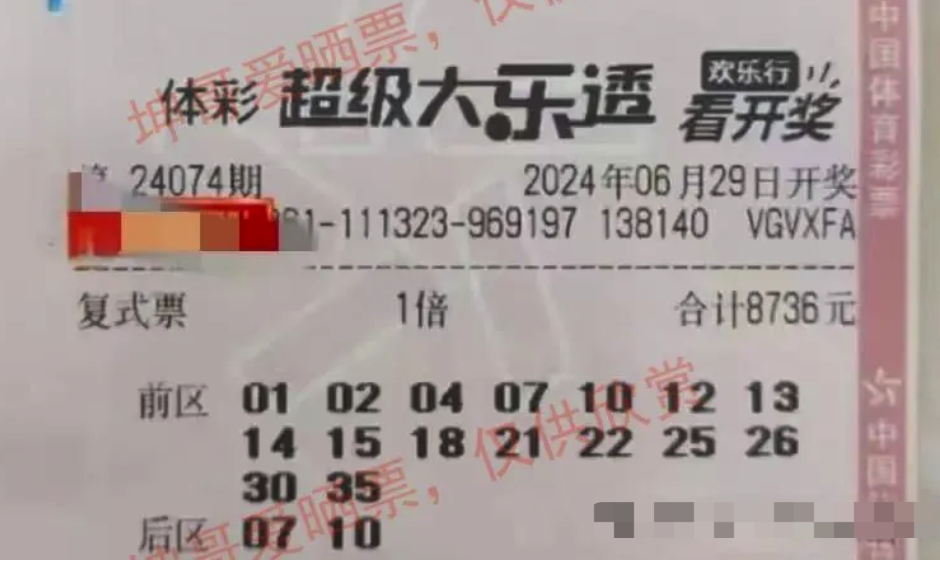 坤哥爱晒票，仅
体彩 超级大乐透 欢乐行 看开奖
第 24074期 2024年06月29日开奖
1-111323-969197 138140 VGVXFA
复式票 1倍 合计8736元
前区 01 02 04 07 10 12 13
14 15 18 21 22 25 26
30 35
后区 07 10
坤哥爱晒票，仅供欣赏
中国体育彩票
中国